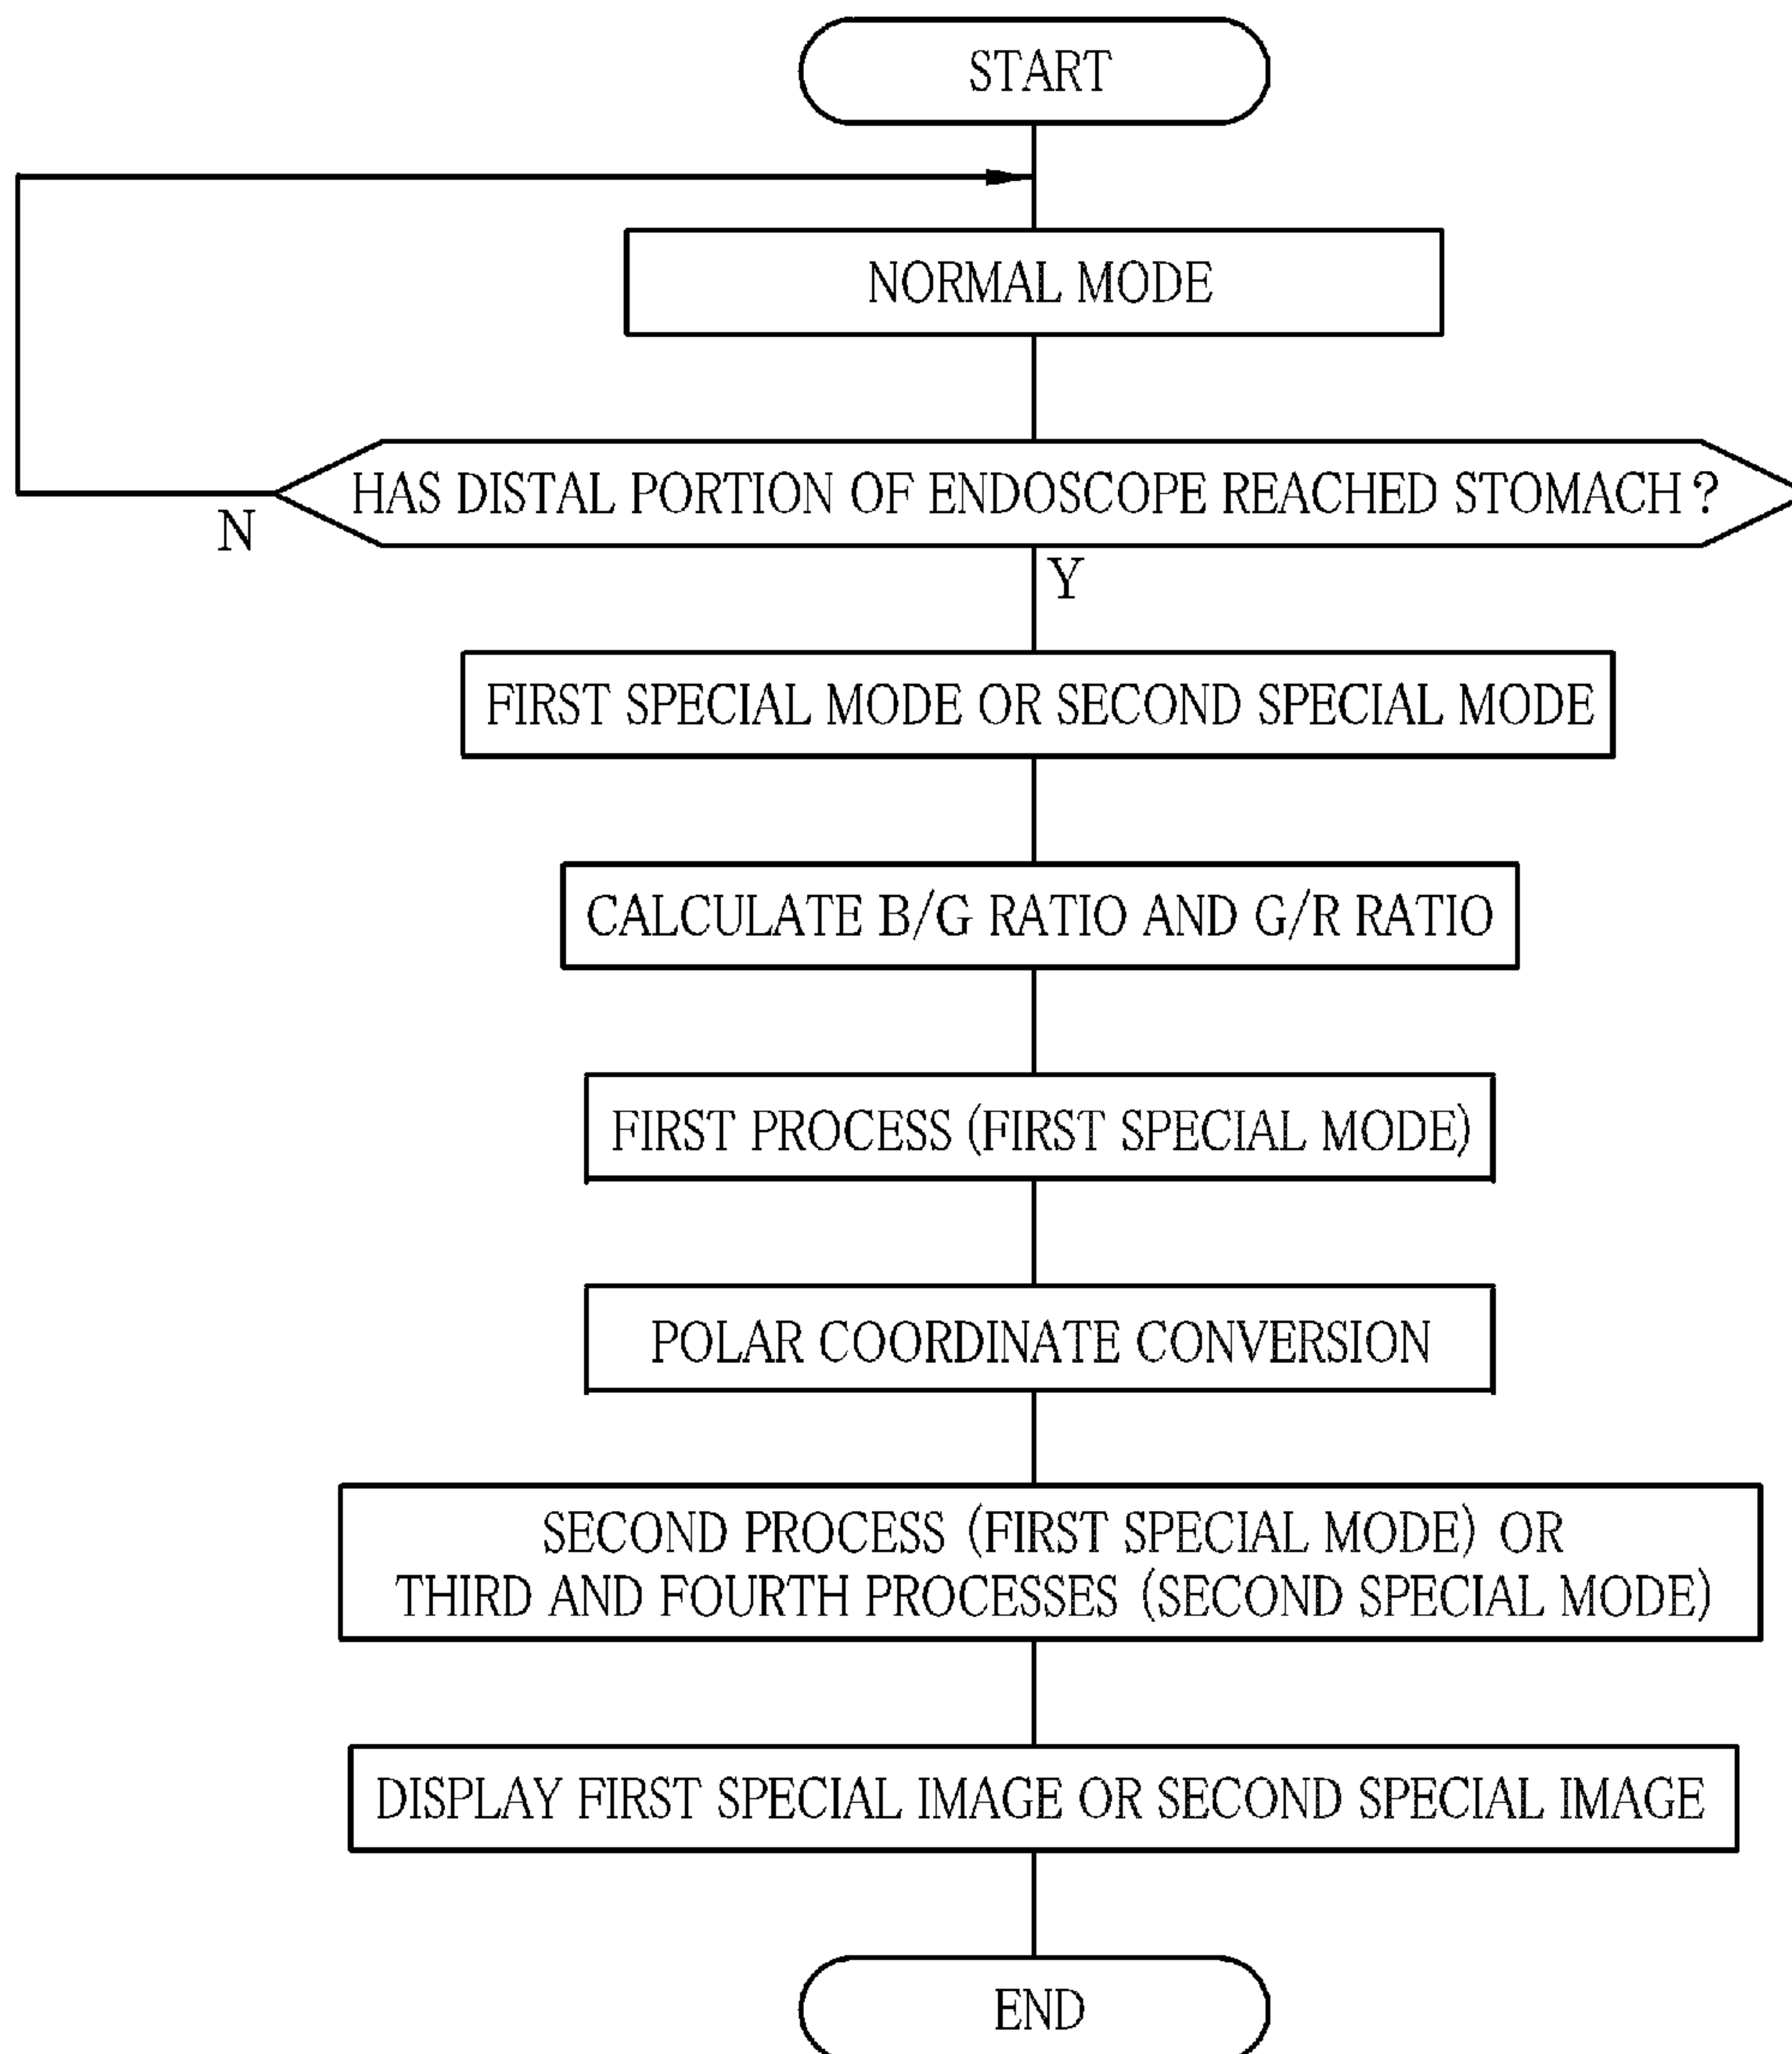 START
NORMAL MODE
HAS DISTAL PORTION OF ENDOSCOPE REACHED STOMACH?
N
Y
FIRST SPECIAL MODE OR SECOND SPECIAL MODE
CALCULATE B/G RATIO AND G/R RATIO
FIRST PROCESS (FIRST SPECIAL MODE)
POLAR COORDINATE CONVERSION
SECOND PROCESS (FIRST SPECIAL MODE) OR
THIRD AND FOURTH PROCESSES (SECOND SPECIAL MODE)
DISPLAY FIRST SPECIAL IMAGE OR SECOND SPECIAL IMAGE
END